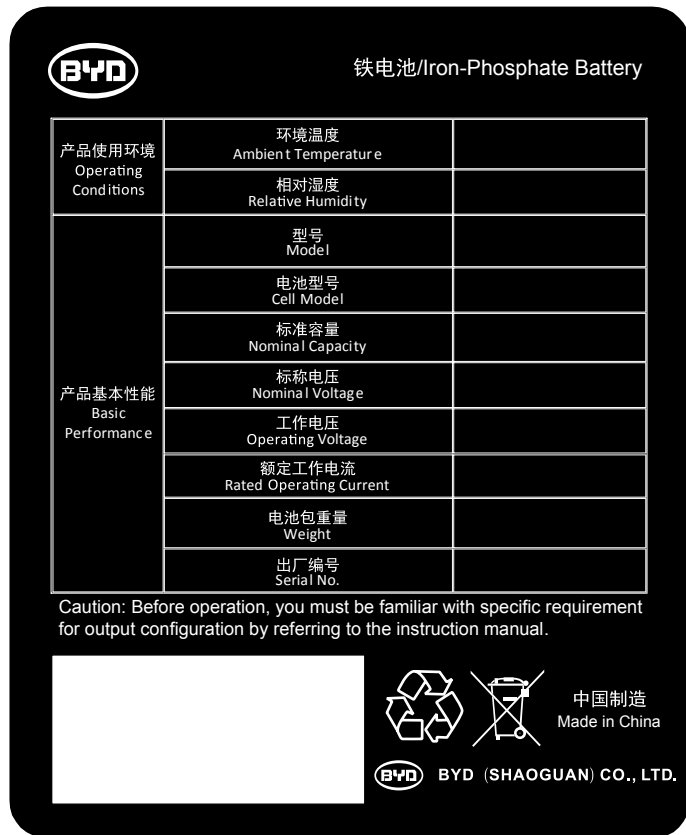 BYD
铁电池/Iron-Phosphate Battery
产品使用环境
Operating
Conditions
环境温度
Ambient Temperature
相对湿度
Relative Humidity
产品基本性能
Basic
Performance
型号
Model
电池型号
Cell Model
标准容量
Nominal Capacity
标称电压
Nominal Voltage
工作电压
Operating Voltage
额定工作电流
Rated Operating Current
电池包重量
Weight
出厂编号
Serial No.
Caution: Before operation, you must be familiar with specific requirement
for output configuration by referring to the instruction manual.
中国制造
Made in China
BYD BYD (SHAOGUAN) CO., LTD.